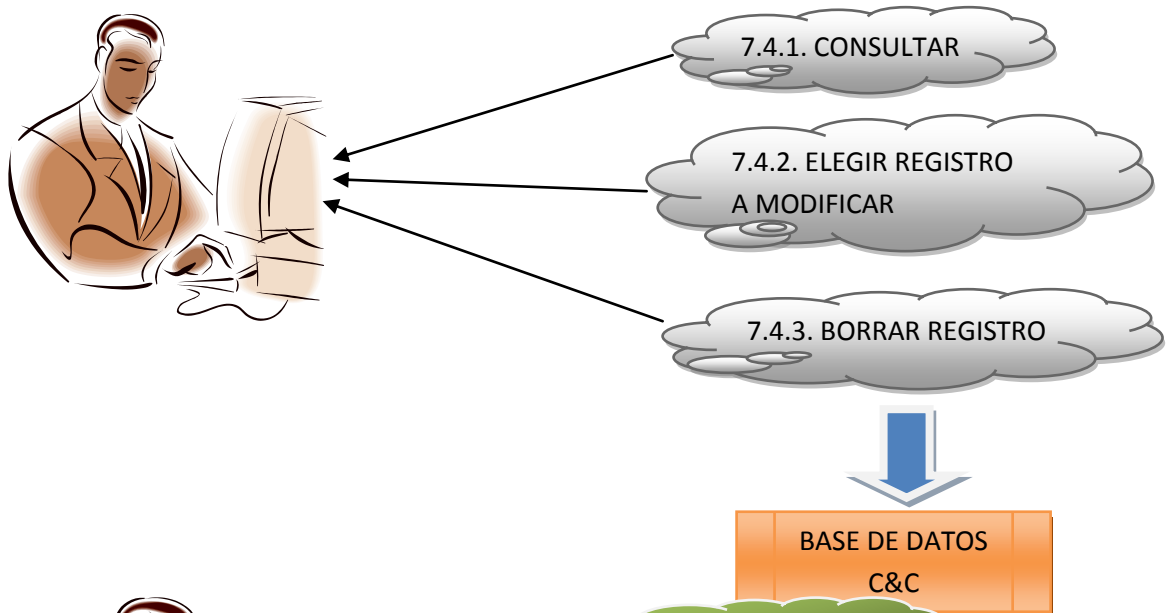 7.4.1. CONSULTAR
7.4.2. ELEGIR REGISTRO
A MODIFICAR
7.4.3. BORRAR REGISTRO
BASE DE DATOS
C&C